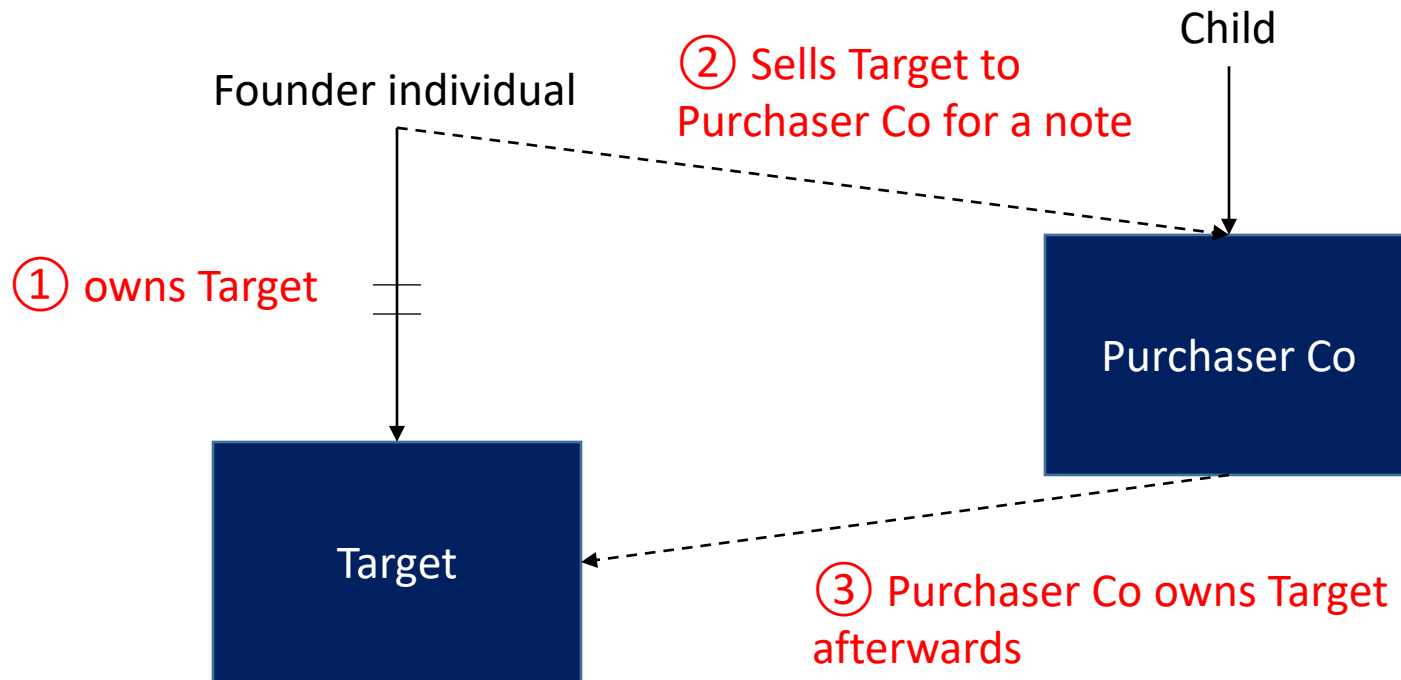 Child
② Sells Target to
Purchaser Co for a note
Founder individual
① owns Target
Purchaser Co
Target
③ Purchaser Co owns Target
afterwards